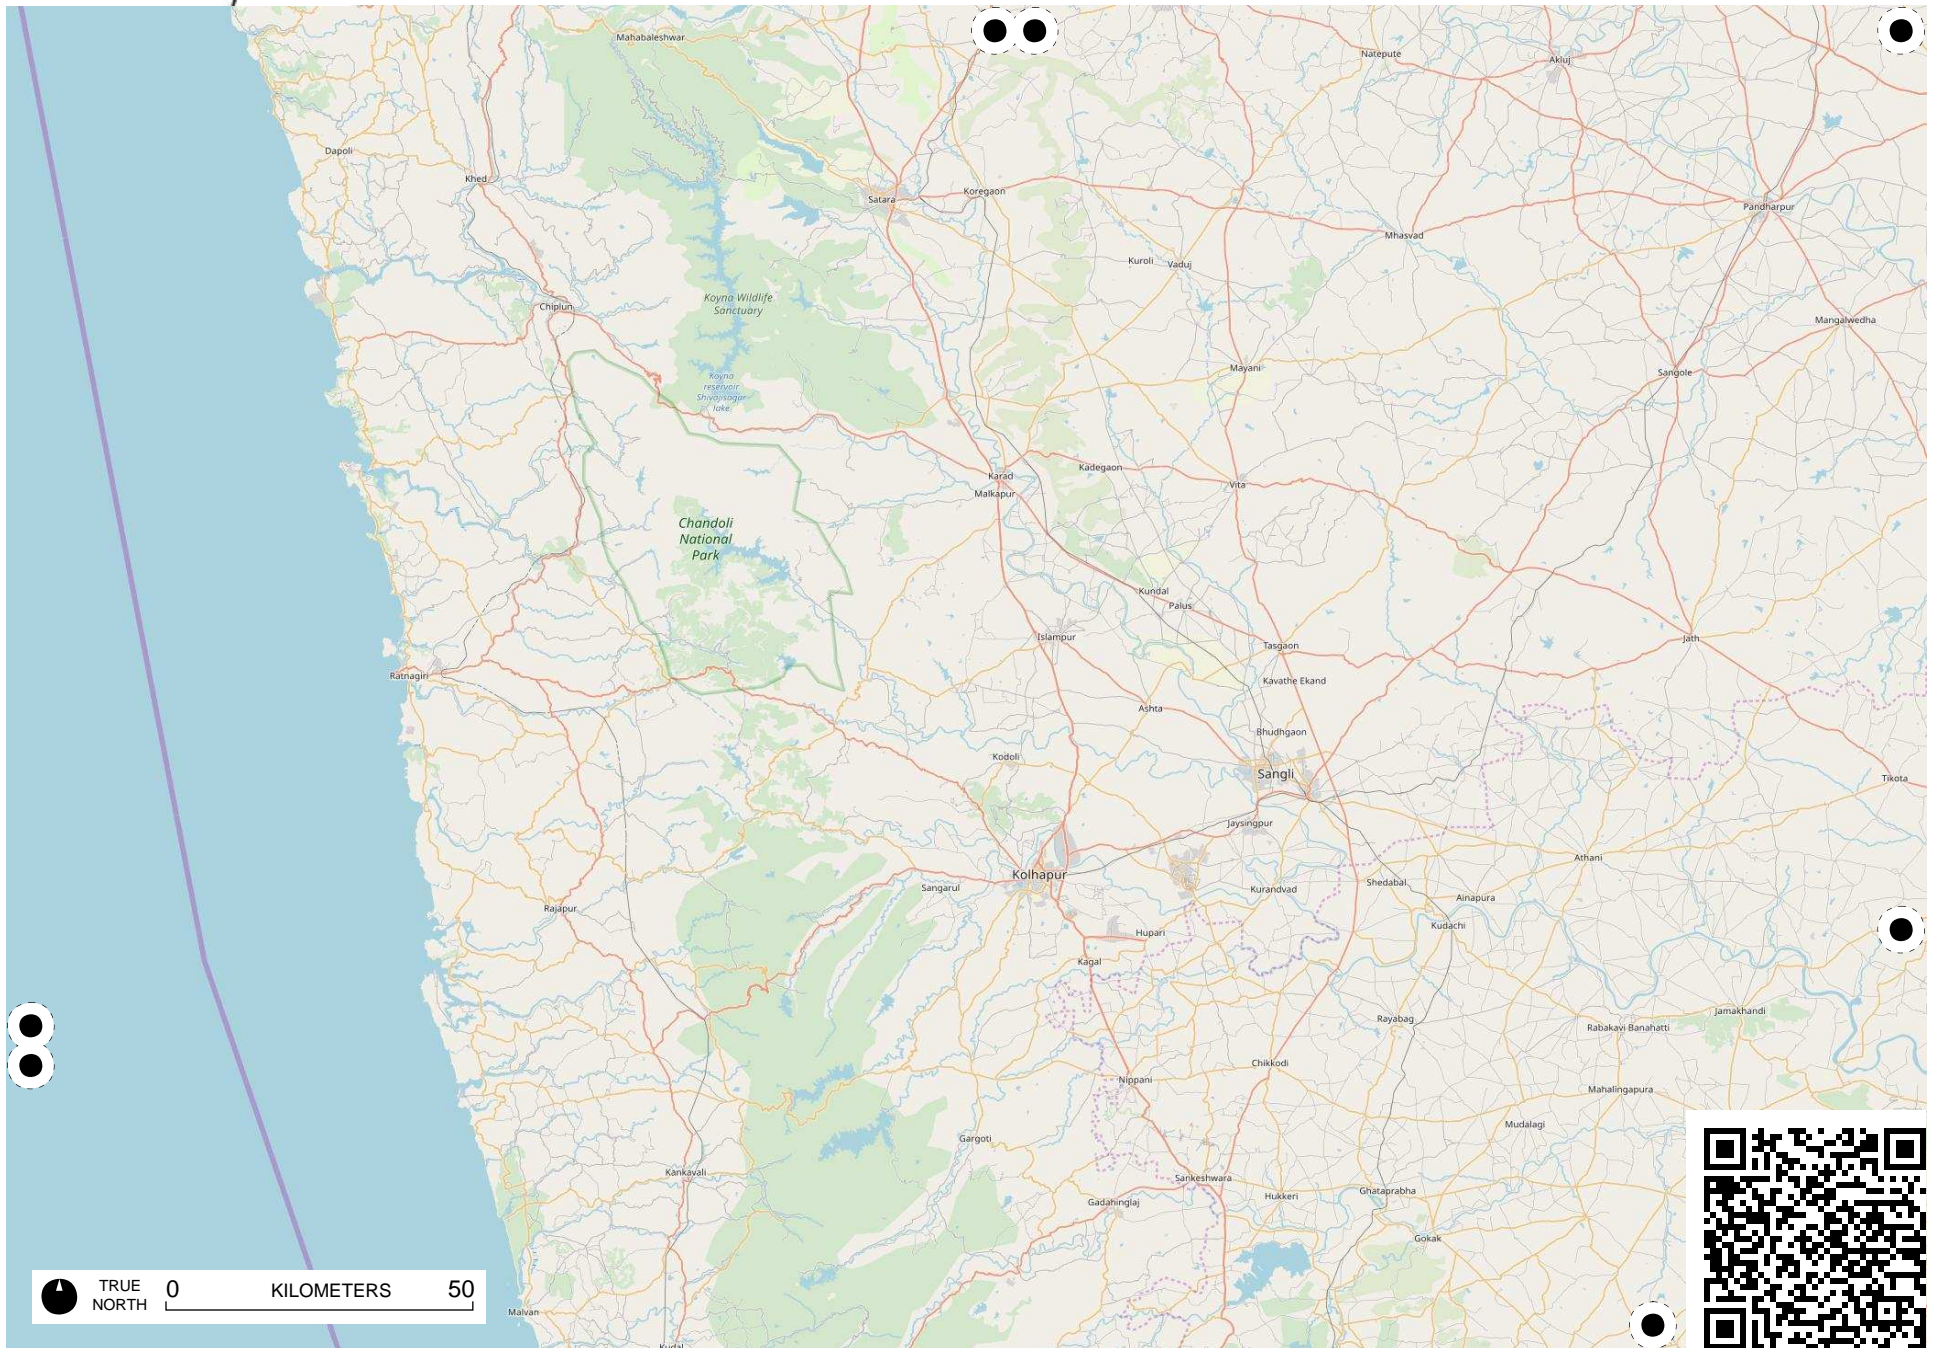 Mahabaleshwar
Natepute
Akluj
Dapoli
Khed
Satara
Koregaon
Pandharpur
Mhasvad
Kuroli
Vaduj
Koyna Wildlife
Sanctuary
Chiplun
Mangalwedha
Mayani
Sangole
Koyna
reservoir
Shivajisagar
lake
Karad
Malkapur
Kadegaon
Vita
Chandoli
National
Park
Kundal
Palus
Islampur
Tasgaon
Jath
Ratnagiri
Kavathe Ekand
Ashta
Bhudhgaon
Kodoli
Sangli
Tikota
Jaysingpur
Athani
Kolhapur
Sangarul
Kurandvad
Shedabal
Ainapura
Rajapur
Kudachi
Hupari
Kagal
Jamakhandi
Rayabag
Rabakavi Banahatti
Chikkodi
Nippani
Mahalingapura
Mudalagi
Gargoti
Kankavali
Sankeshwara
Gadahinglaj
Hukkeri
Ghataprabha
Gokak
TRUE
NORTH
0 KILOMETERS 50
Malvan
Kudal